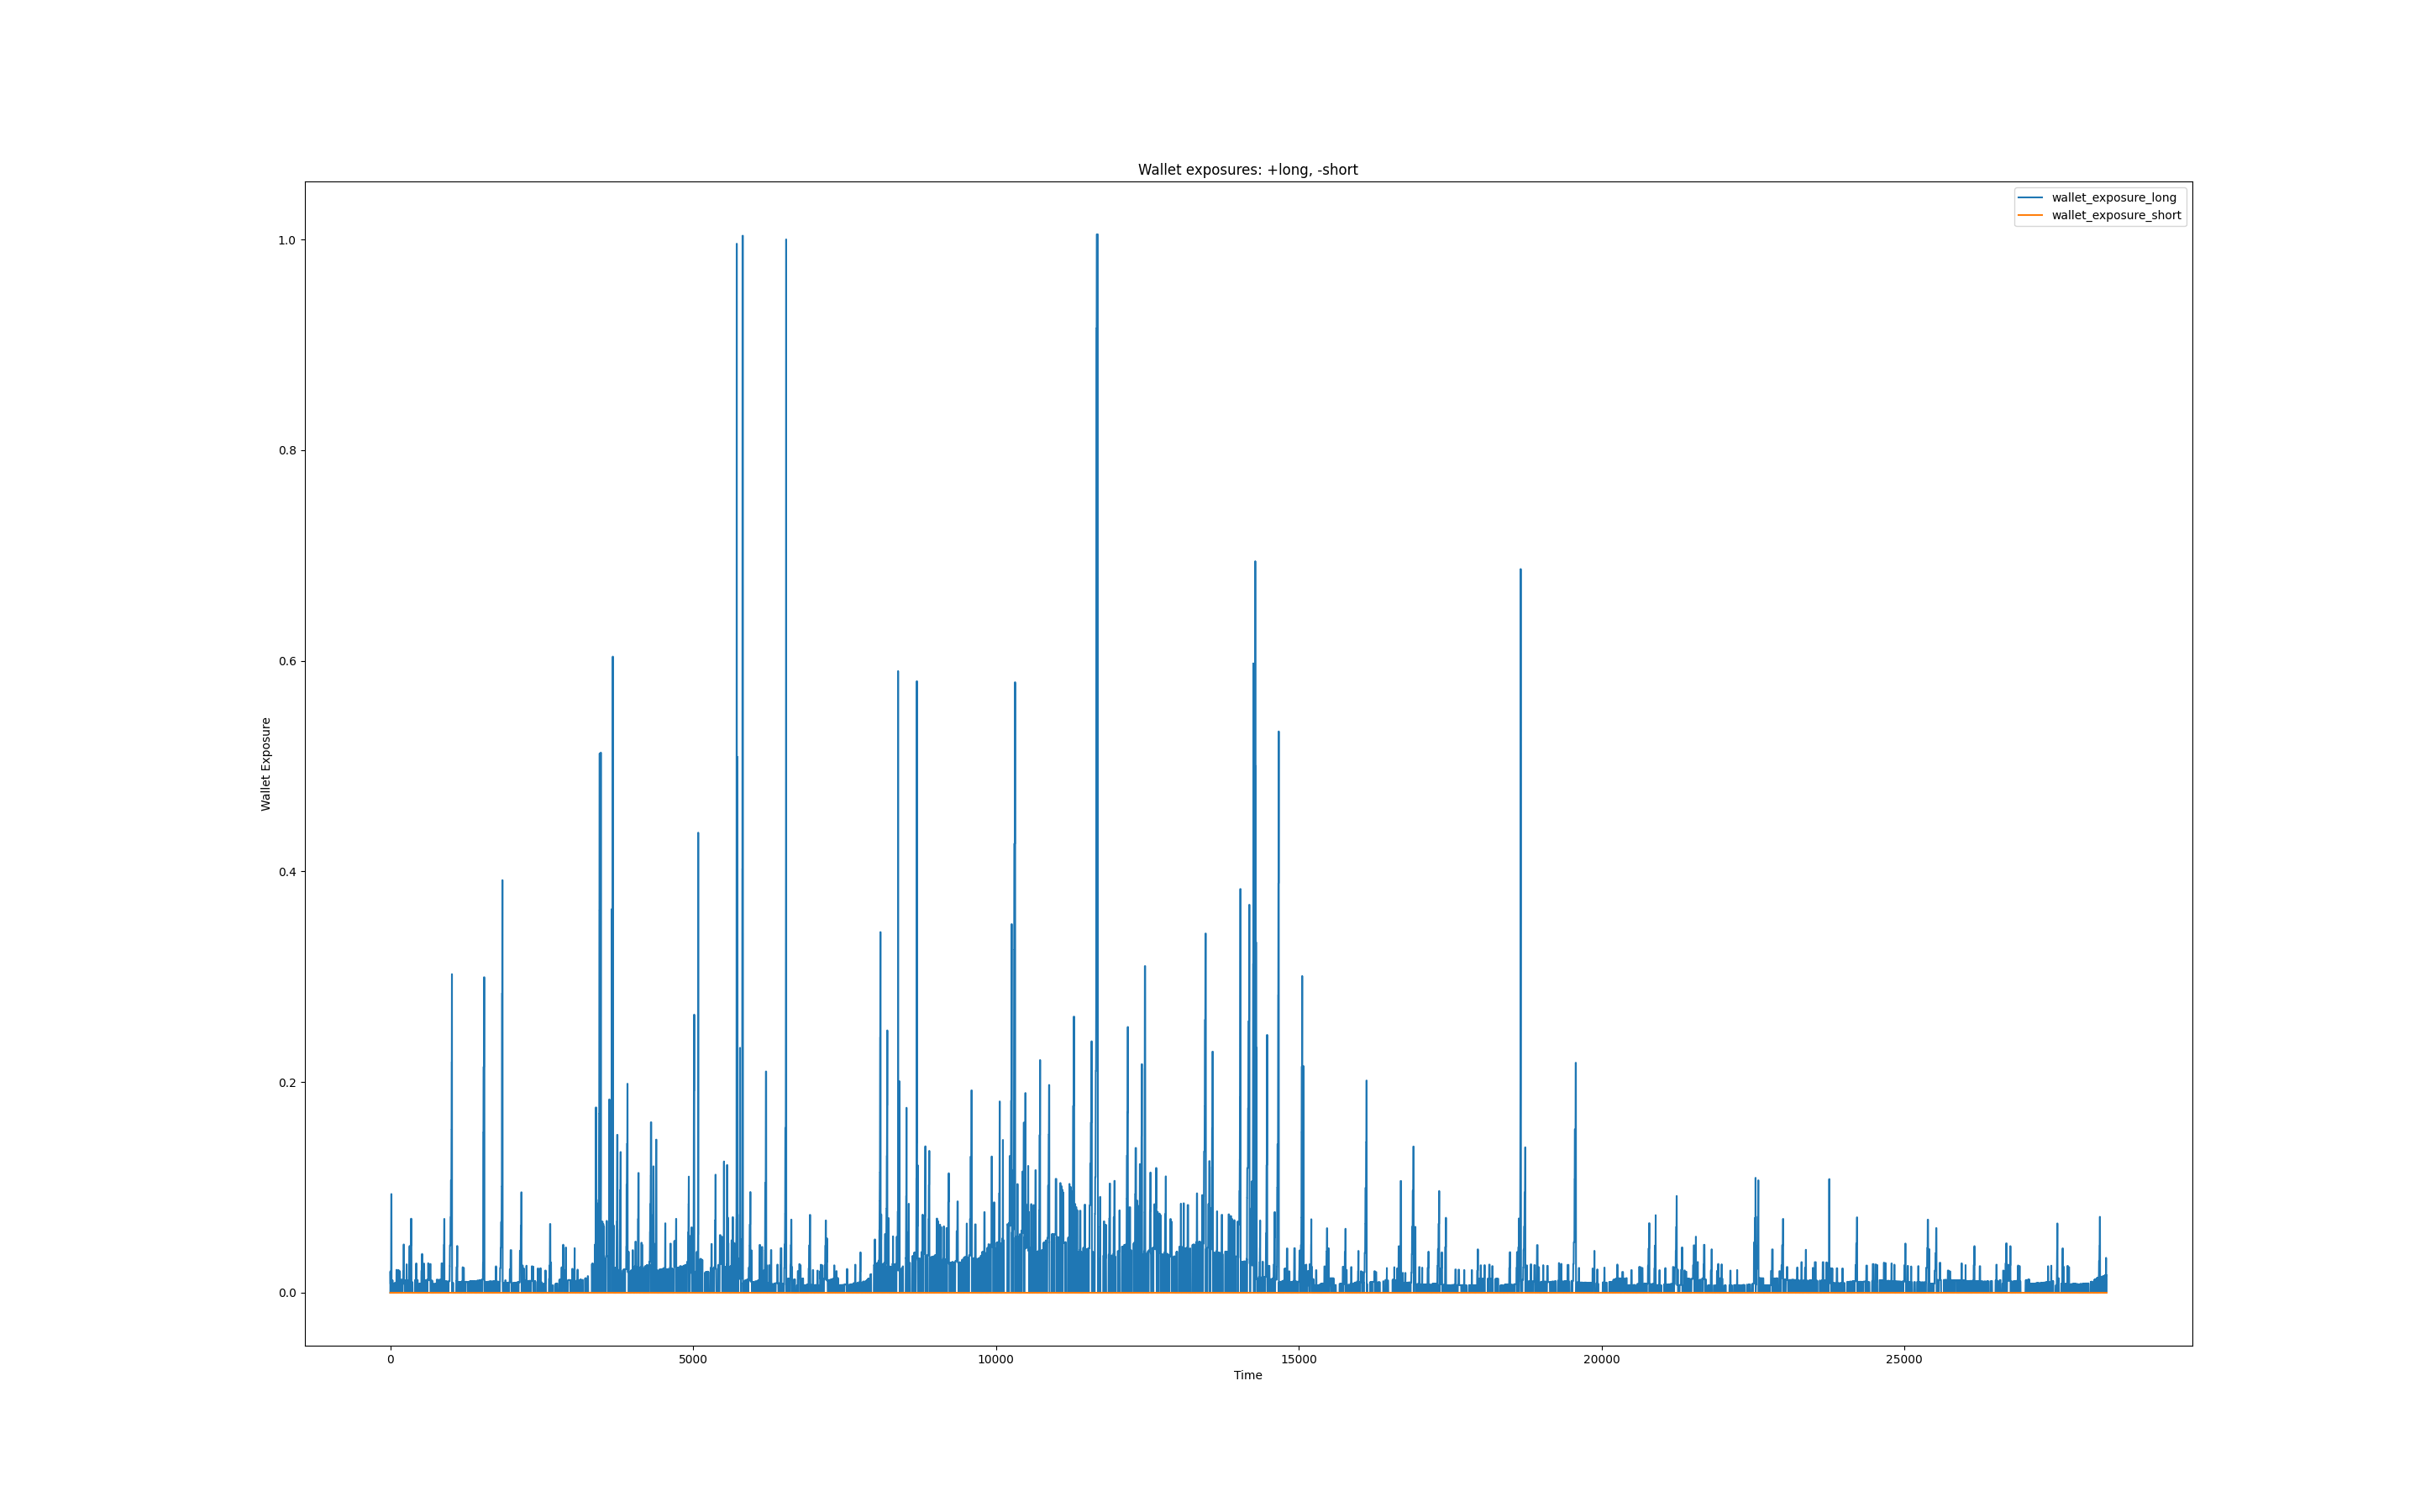 Wallet exposures: +long, -short
wallet_exposure_long
wallet_exposure_short
1.0
0.8
0.6
0.4
0.2
0.0
Wallet Exposure
0 5000 10000 15000 20000 25000
Time